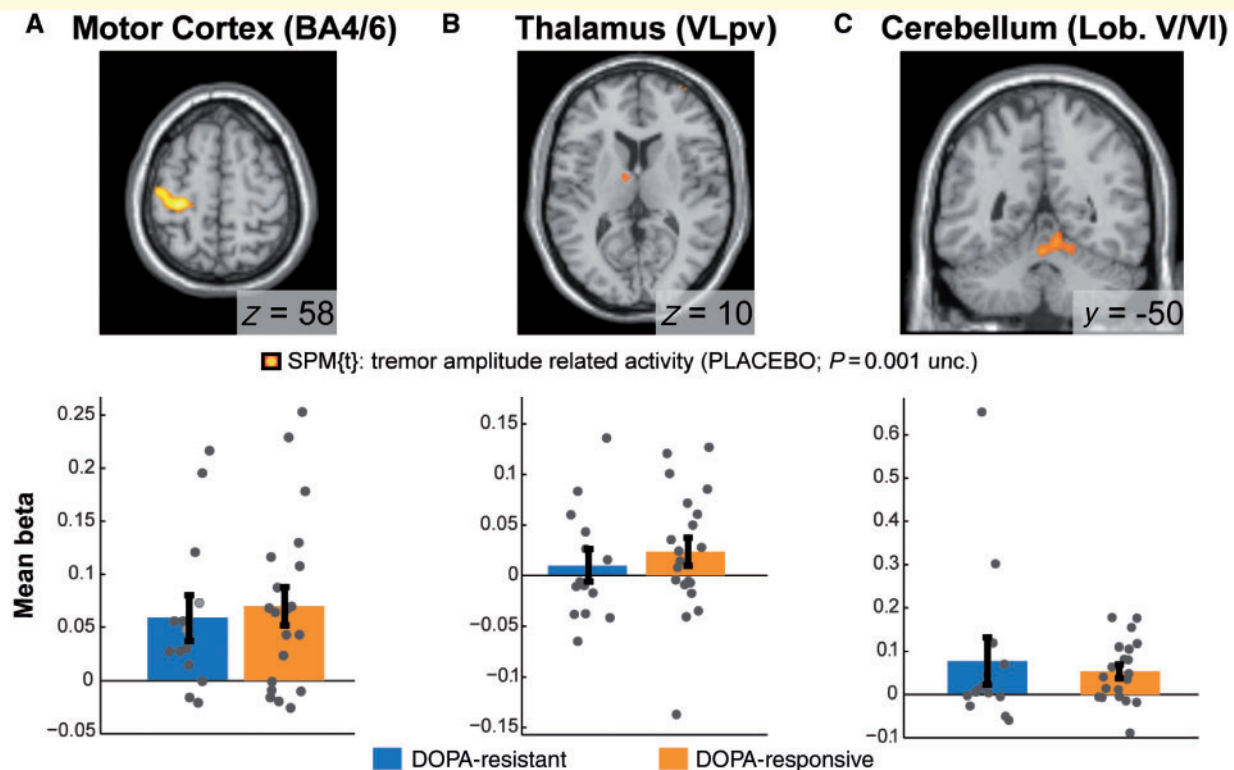 A Motor Cortex (BA4/6)
B Thalamus (VLpv)
C Cerebellum (Lob. V/VI)
z = 58
z = 10
y = -50
SPM{t}: tremor amplitude related activity (PLACEBO; P = 0.001 unc.)
Mean beta
0.25
0.2
0.15
0.1
0.05
0
−0.05
0.15
0.1
0.05
0
−0.05
−0.1
−0.15
0.6
0.5
0.4
0.3
0.2
0.1
0
−0.1
DOPA-resistant
DOPA-responsive